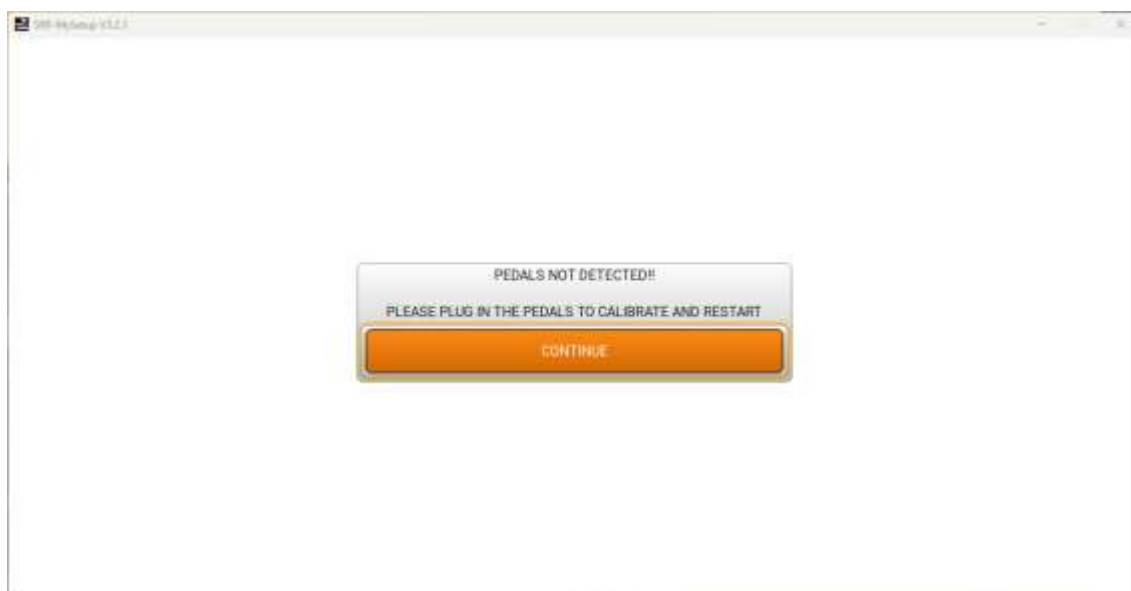 PEDALS NOT DETECTED!!
PLEASE PLUG IN THE PEDALS TO CALIBRATE AND RESTART
CONTINUE